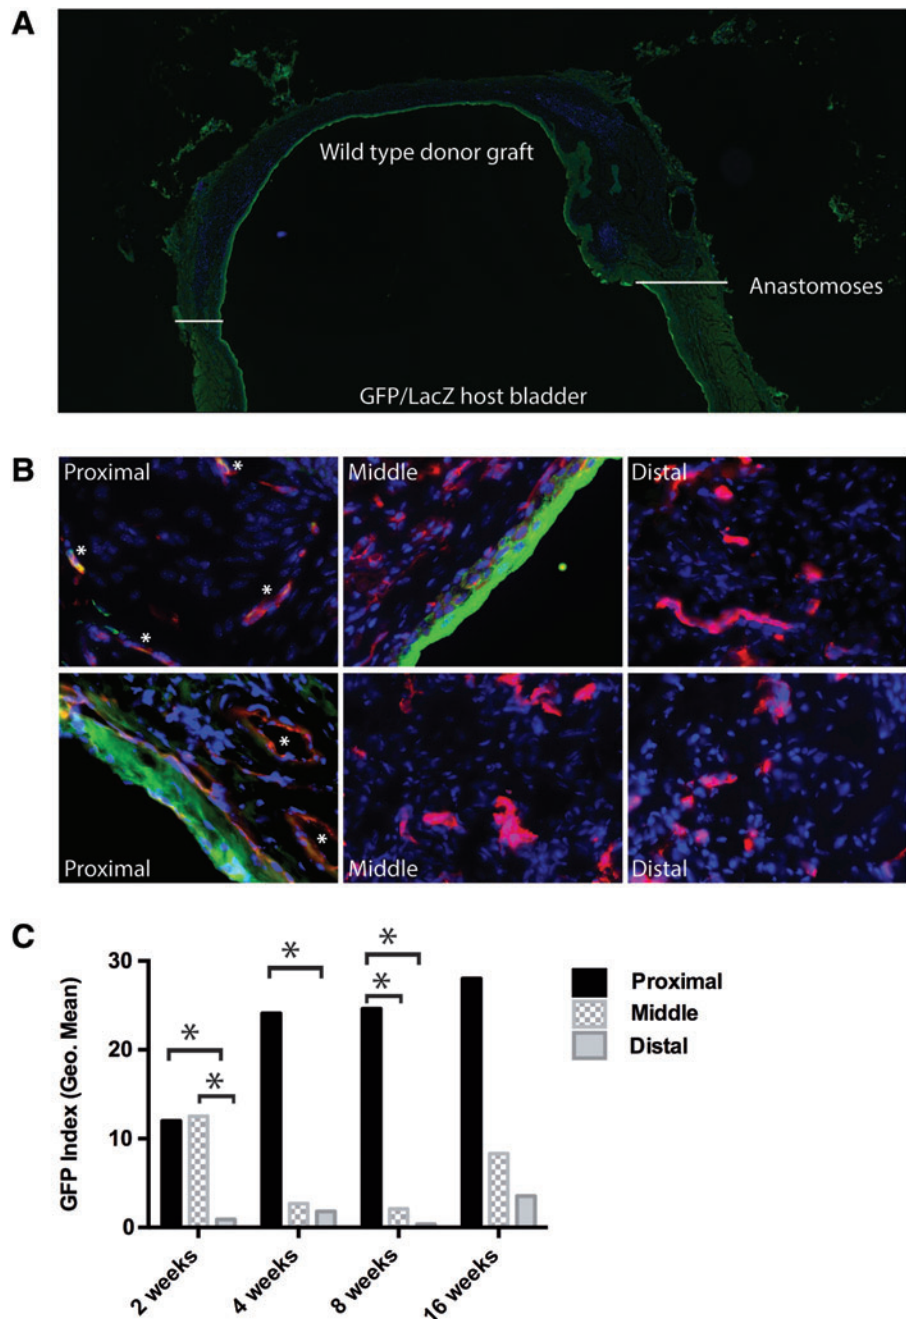 A
Wild type donor graft
Anastomoses
GFP/LacZ host bladder
B
Proximal
Middle
Distal
*
*
*
*
*
*
Proximal
Middle
Distal
C
GFP Index (Geo. Mean)
30
20
10
0
*
*
*
*
*
2 weeks
4 weeks
8 weeks
16 weeks
Proximal
Middle
Distal